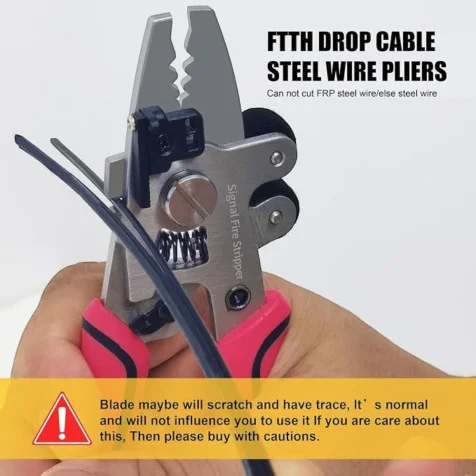 FTTH DROP CABLE
STEEL WIRE PLIERS
Can not cut FRP steel wire/else steel wire
Signal Fire Stripper
Blade maybe will scratch and have trace, It' s normal
and will not influence you to use it If you are care about
this, Then please buy with cautions.